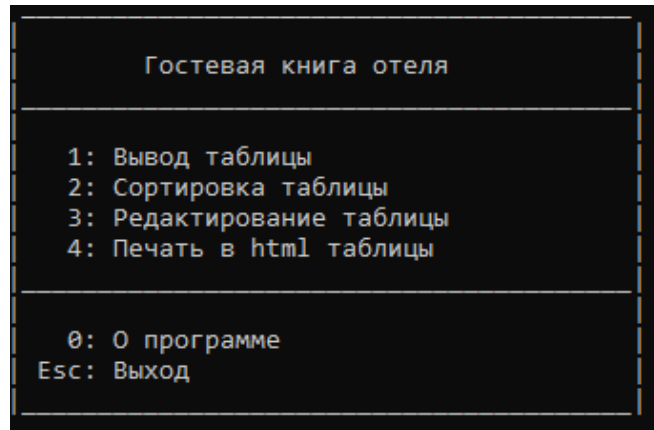 Гостевая книга отеля
1: Вывод таблицы
2: Сортировка таблицы
3: Редактирование таблицы
4: Печать в html таблицы
0: О программе
Esc: Выход